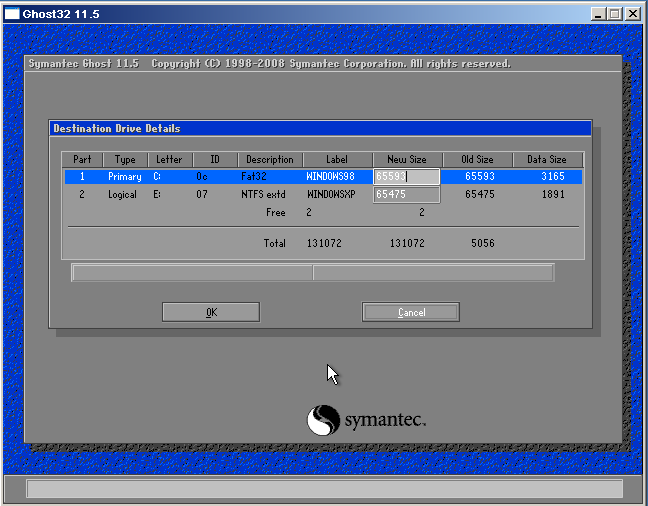 Ghost32 11.5
Symantec Ghost 11.5 Copyright (C) 1998-2008 Symantec Corporation. All rights reserved.
Destination Drive Details
Part Type Letter ID Description Label New Size Old Size Data Size
1 Primary C: 0c Fat32 WINDOWS98 65593 65593 3165
2 Logical E: 07 NTFS extd WINDOWSXP 65475 65475 1891
Free 2 2
Total 131072 131072 5056
OK Cancel
symantec.